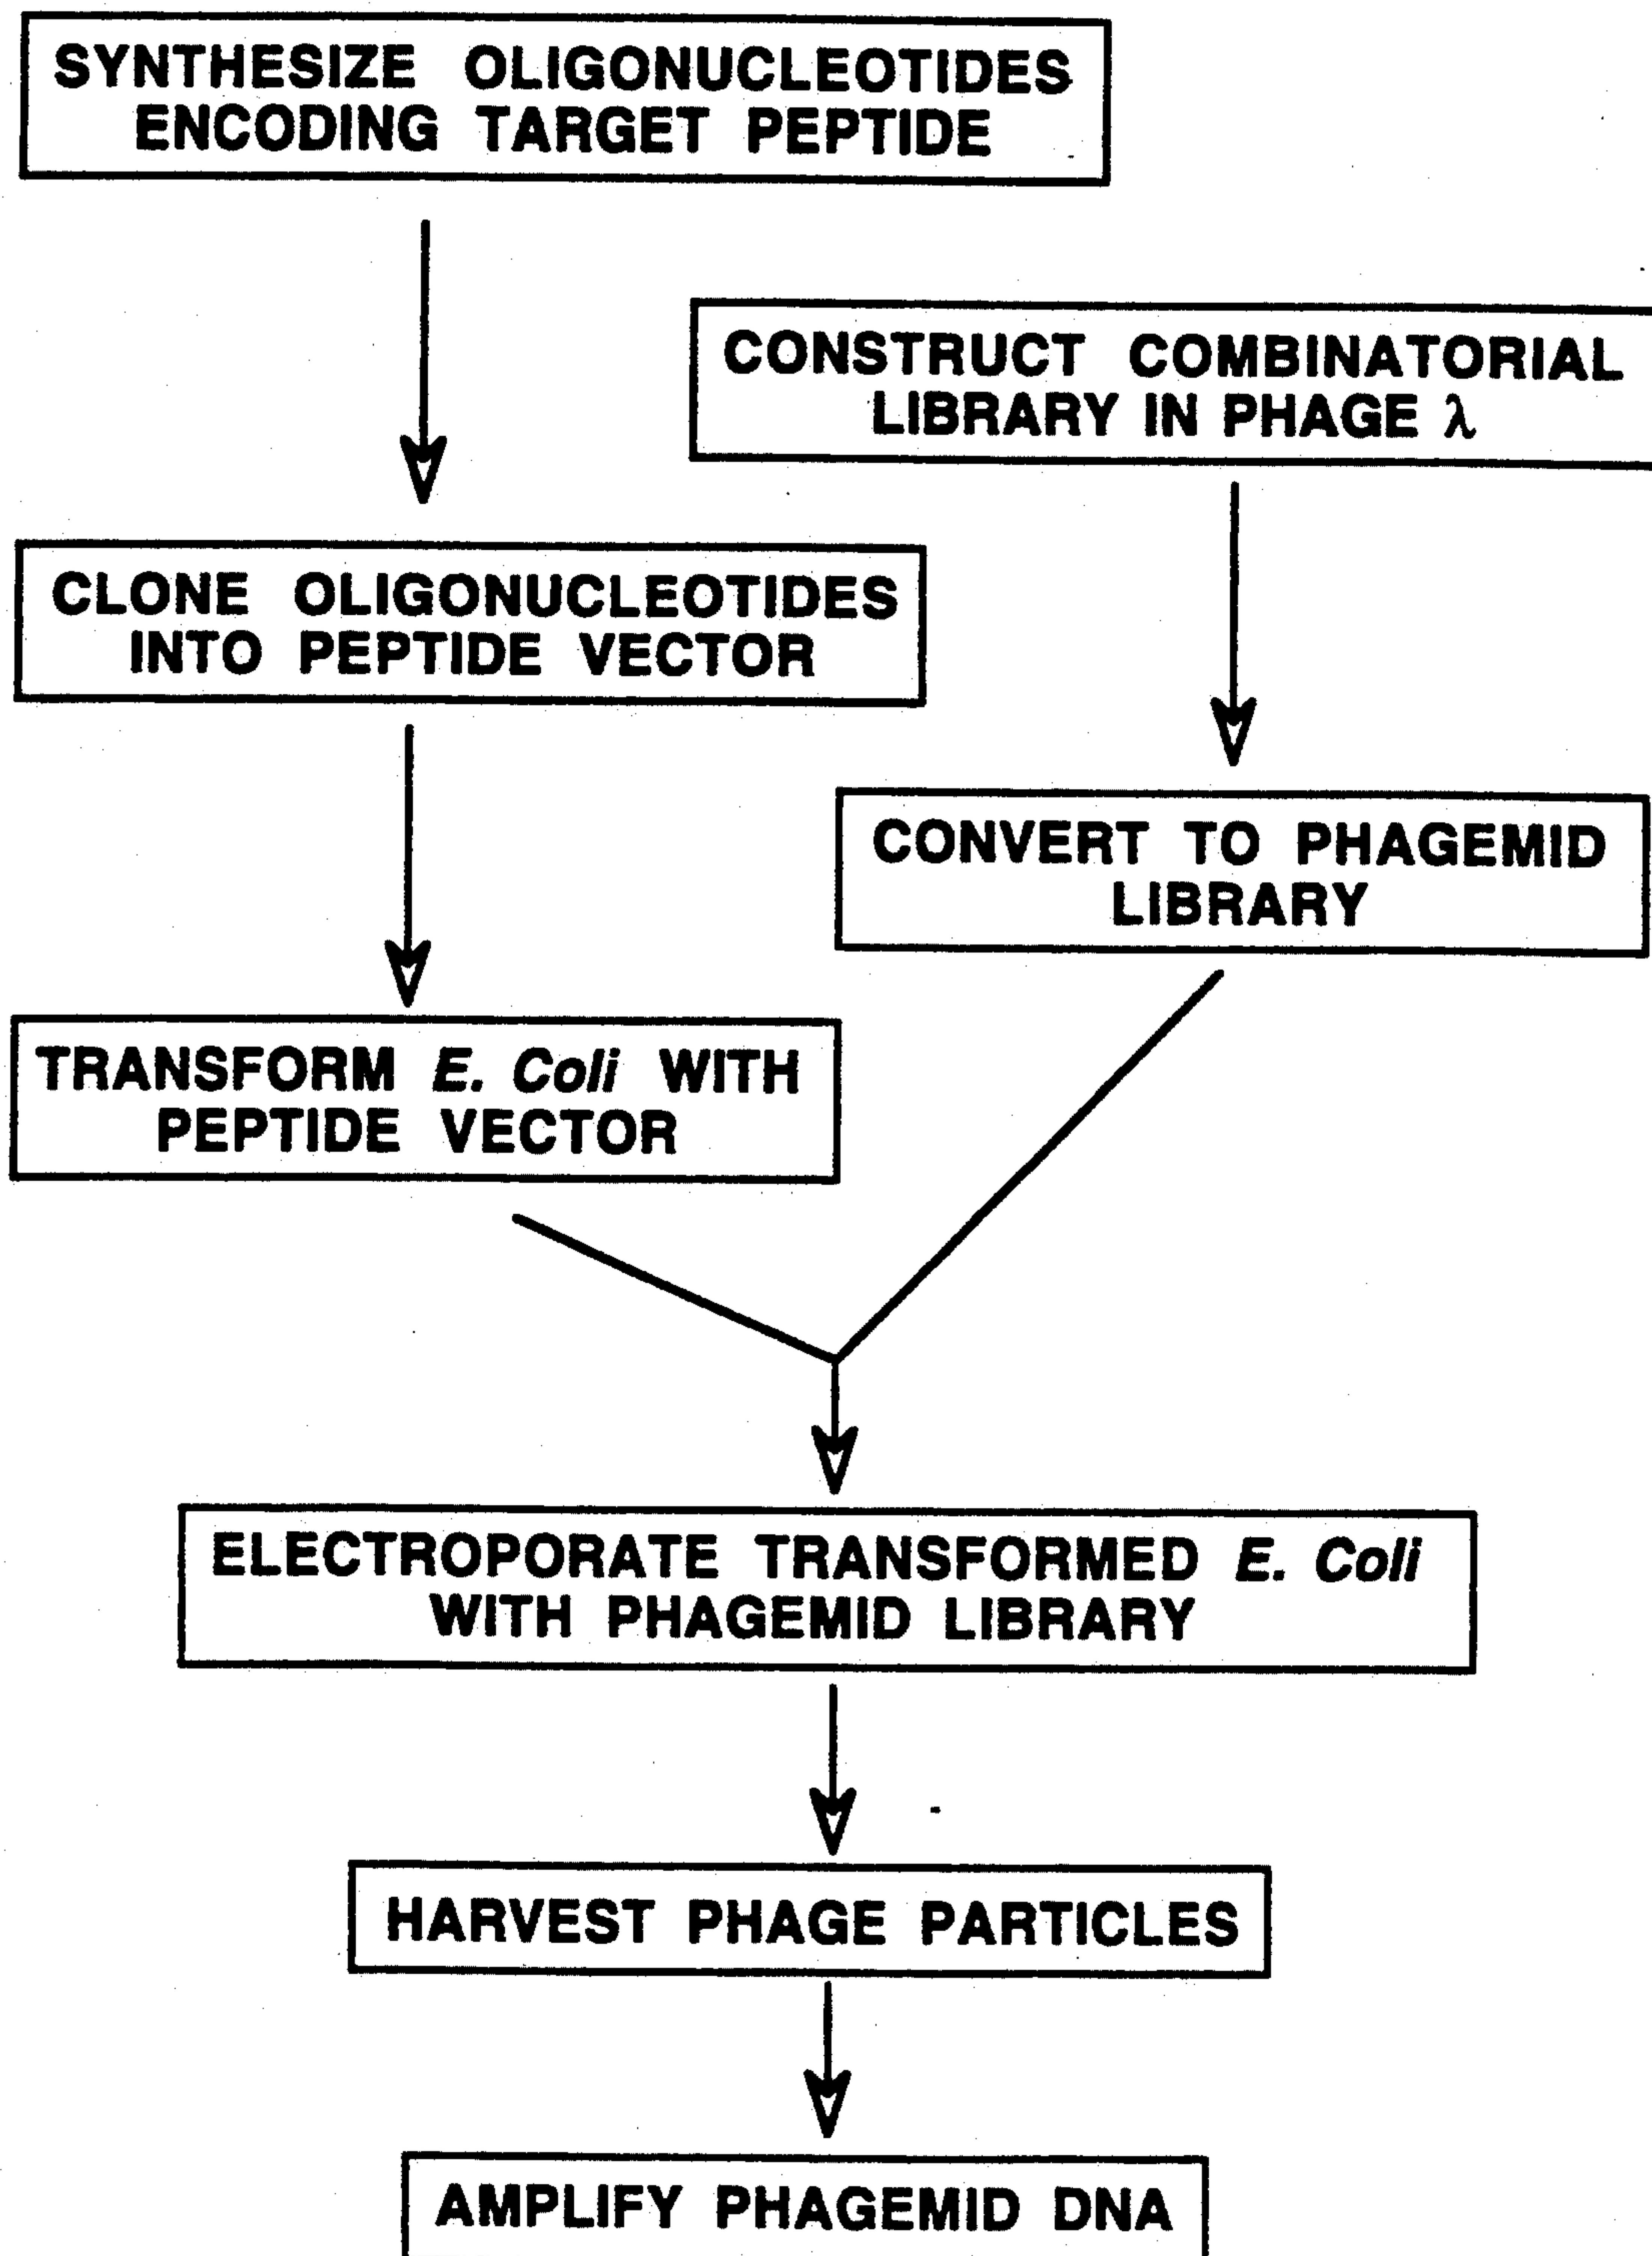 SYNTHESIZE OLIGONUCLEOTIDES
ENCODING TARGET PEPTIDE
CONSTRUCT COMBINATORIAL
LIBRARY IN PHAGE λ
CLONE OLIGONUCLEOTIDES
INTO PEPTIDE VECTOR
CONVERT TO PHAGEMID
LIBRARY
TRANSFORM E. Coli WITH
PEPTIDE VECTOR
ELECTROPORATE TRANSFORMED E. Coli
WITH PHAGEMID LIBRARY
HARVEST PHAGE PARTICLES
AMPLIFY PHAGEMID DNA